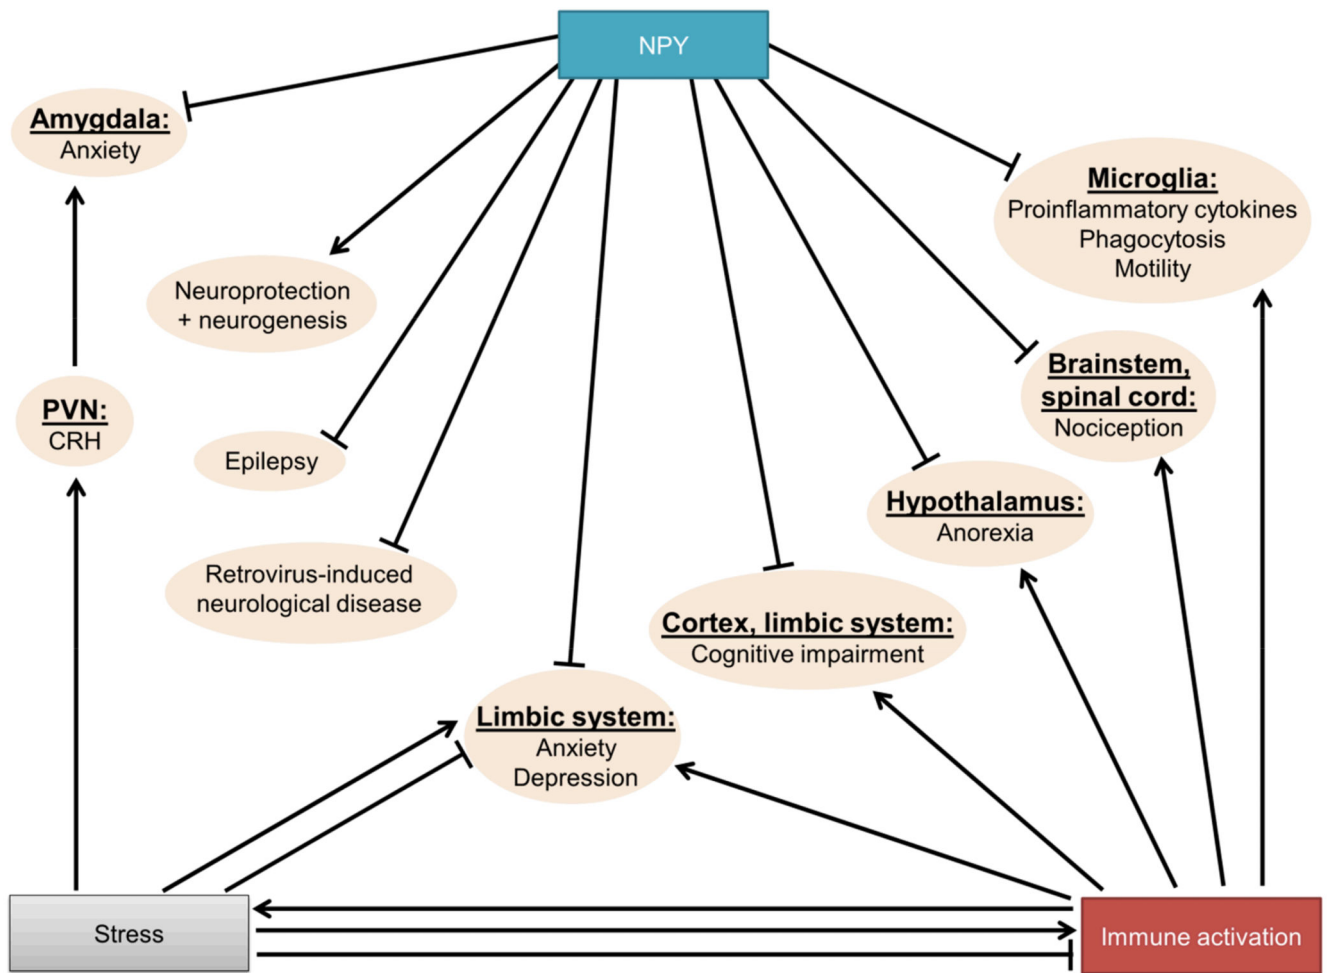 NPY
Amygdala:
Anxiety
Microglia:
Proinflammatory cytokines
Phagocytosis
Motility
Neuroprotection
+ neurogenesis
Brainstem,
spinal cord:
Nociception
PVN:
CRH
Epilepsy
Hypothalamus:
Anorexia
Retrovirus-induced
neurological disease
Cortex, limbic system:
Cognitive impairment
Limbic system:
Anxiety
Depression
Stress
Immune activation